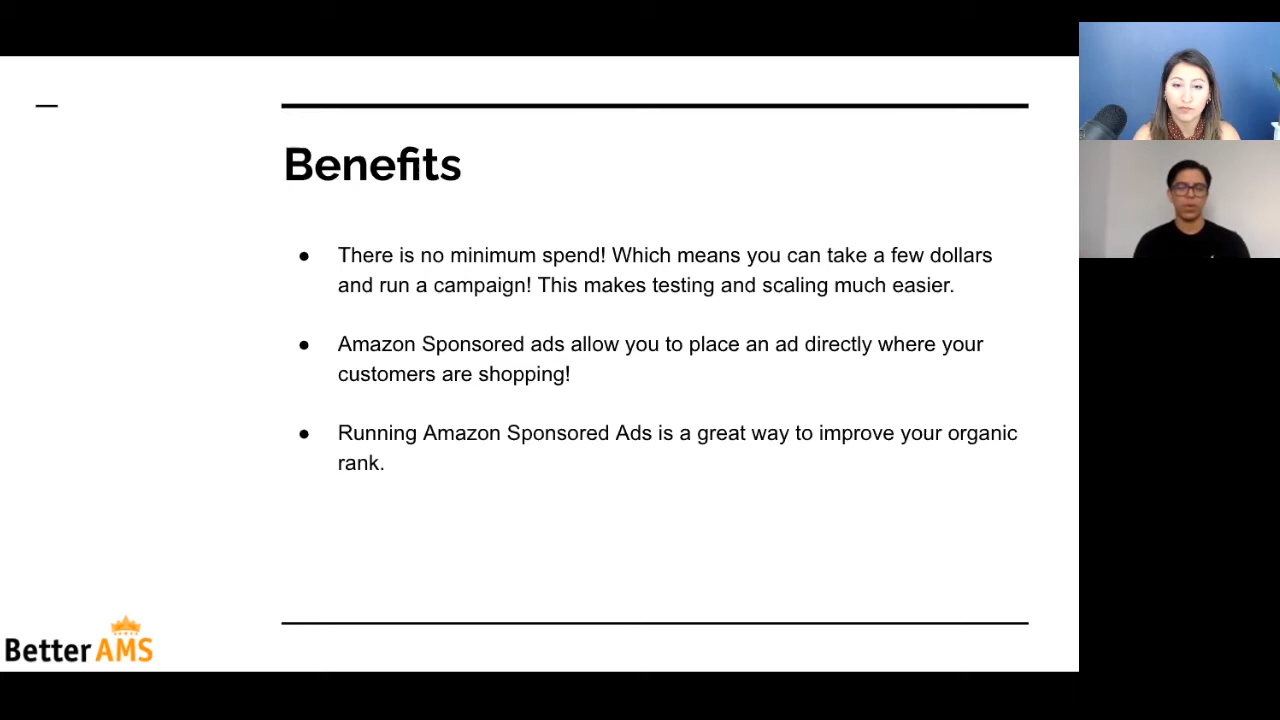 Benefits
● There is no minimum spend! Which means you can take a few dollars
and run a campaign! This makes testing and scaling much easier.
● Amazon Sponsored ads allow you to place an ad directly where your
customers are shopping!
● Running Amazon Sponsored Ads is a great way to improve your organic
rank.
BetterAMS